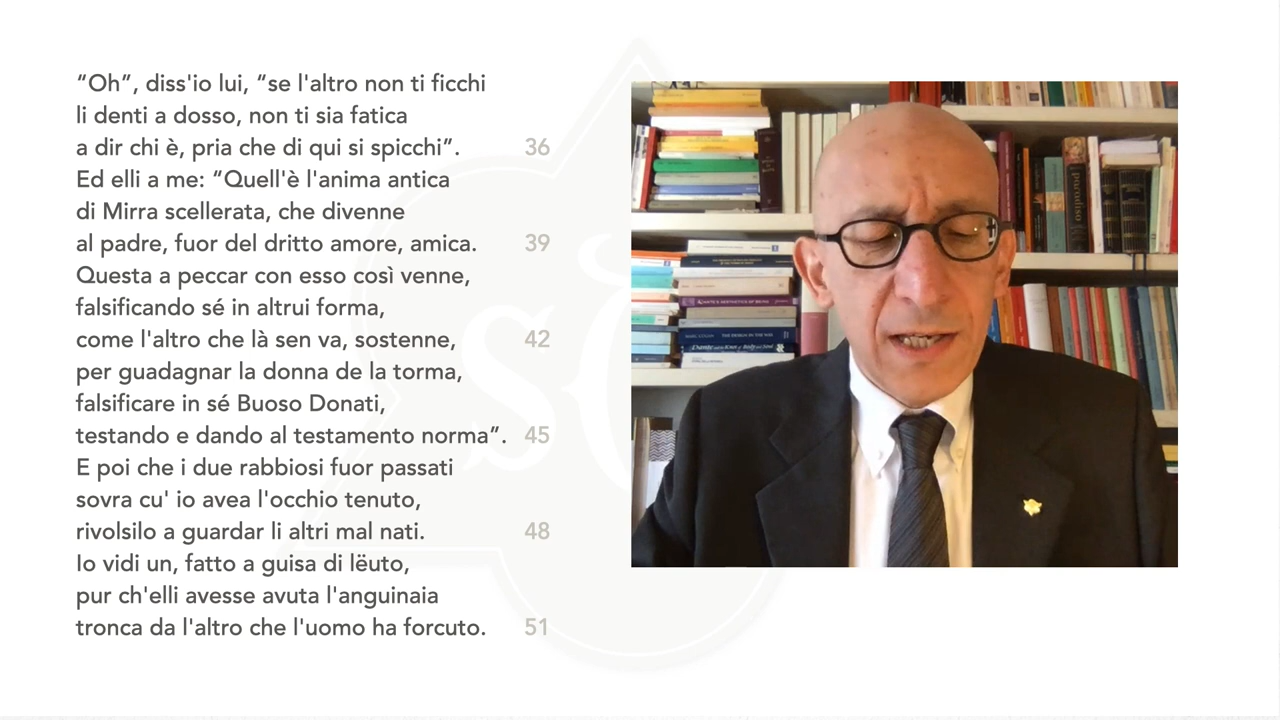 “Oh”, diss'io lui, “se l'altro non ti ficchi
li denti a dosso, non ti sia fatica
a dir chi è, pria che di qui si spicchi”. 36
Ed elli a me: “Quell'è l'anima antica
di Mirra scellerata, che divenne
al padre, fuor del dritto amore, amica. 39
Questa a peccar con esso così venne,
falsificando sé in altrui forma,
come l'altro che là sen va, sostenne, 42
per guadagnar la donna de la torma,
falsificare in sé Buoso Donati,
testando e dando al testamento norma”. 45
E poi che i due rabbiosi fuor passati
sovra cu' io avea l'occhio tenuto,
rivolsilo a guardar li altri mal nati. 48
Io vidi un, fatto a guisa di lëuto,
pur ch'elli avesse avuta l'anguinaia
tronca da l'altro che l'uomo ha forcuto. 51
paradiso